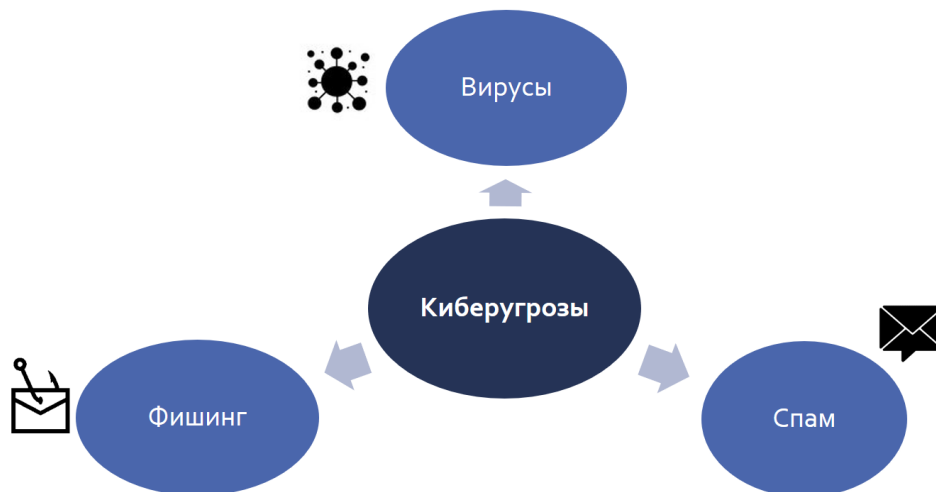 Вирусы
Киберугрозы
Фишинг
Спам